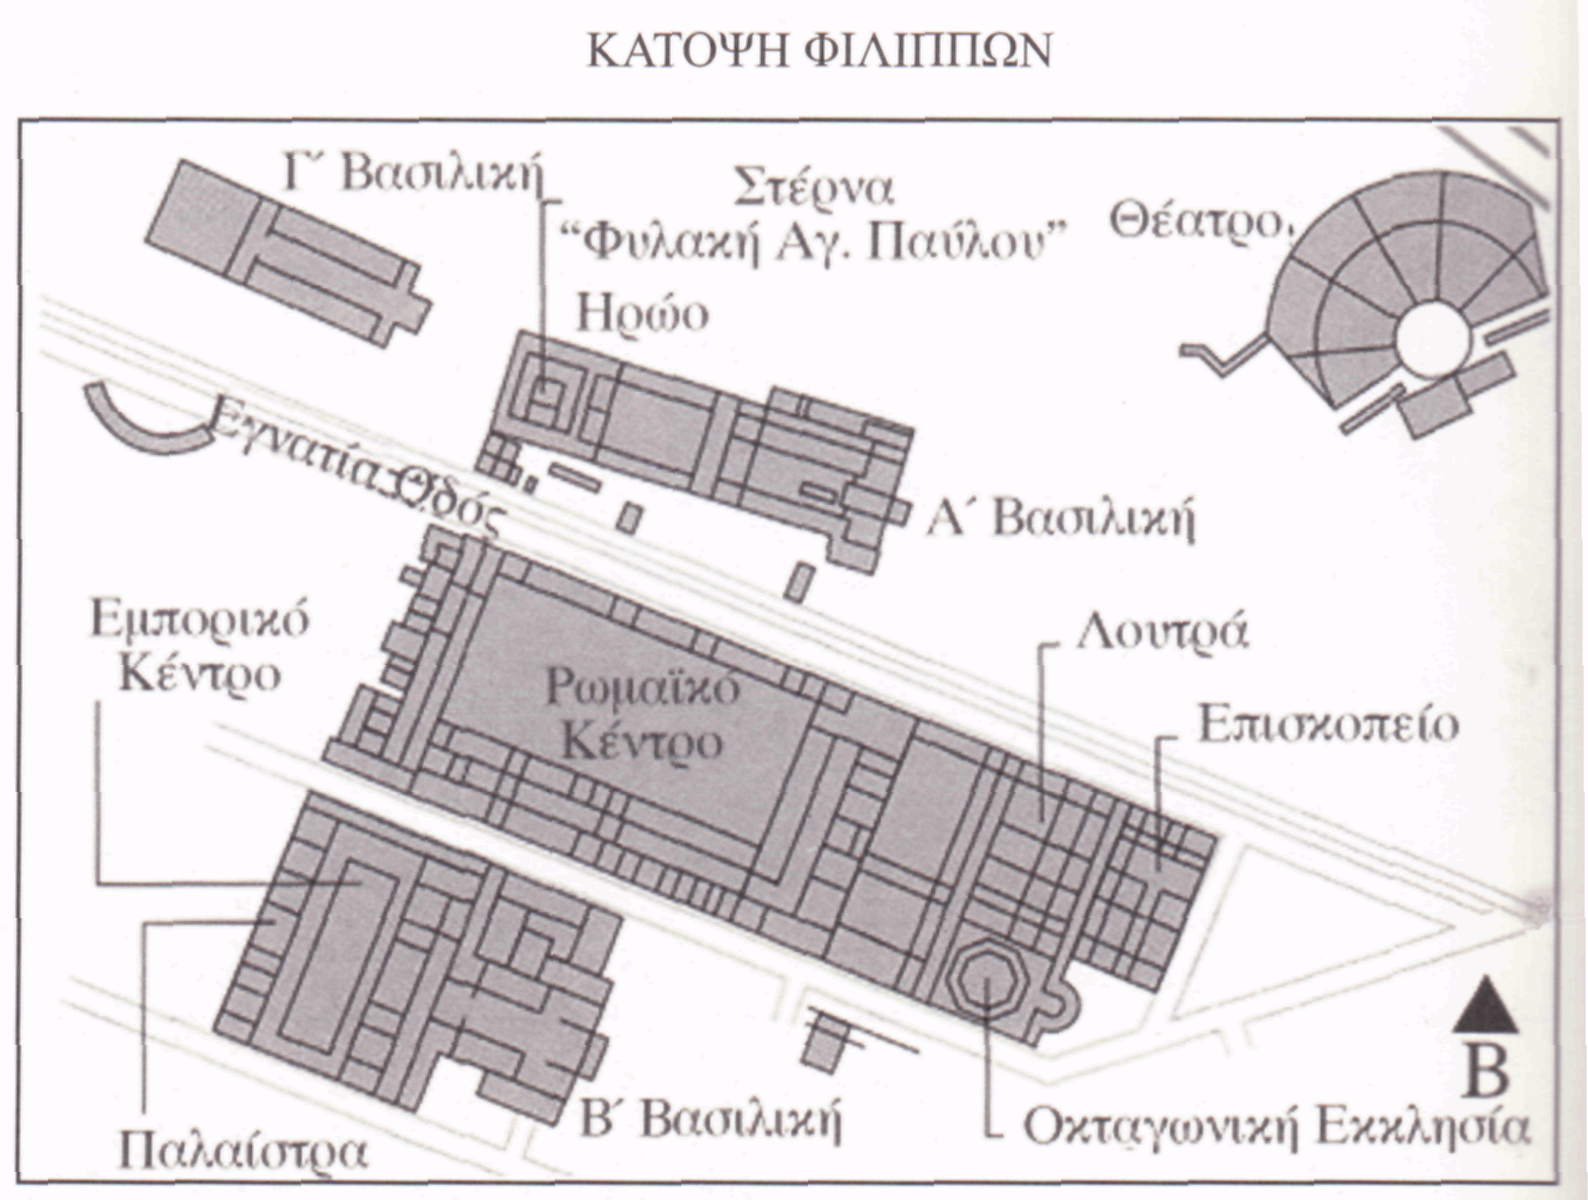 ΚΑΤΟΨΗ ΦΙΛΙΠΠΩΝ
Γ΄ Βασιλική
Στέρνα
“Φυλακή Αγ. Παύλου”
Θέατρο
Ηρώο
Εγνατία Οδός
Α΄ Βασιλική
Εμπορικό
Κέντρο
Ρωμαϊκό
Κέντρο
Λουτρά
Επισκοπείο
Β
Β΄ Βασιλική
Οκταγωνική Εκκλησία
Παλαίστρα